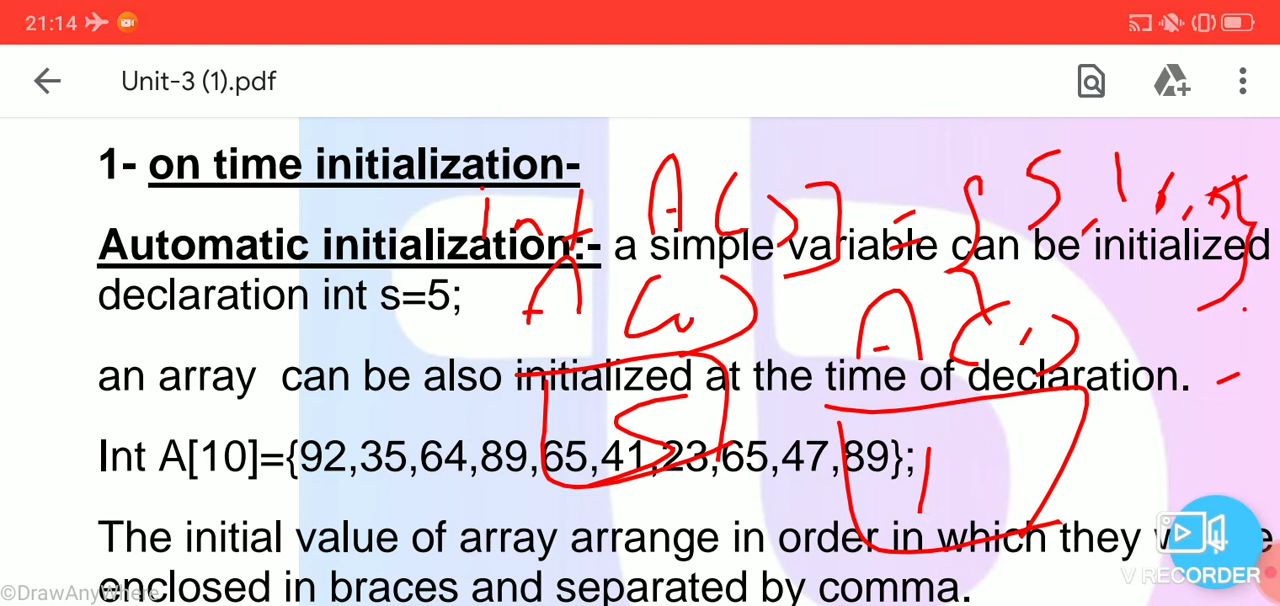 21:14
Unit-3 (1).pdf
1- on time initialization-
int A[3] = { 5, 1
Automatic initialization:- a simple variable can be initialized
declaration int s=5;
A
A
an array can be also initialized at the time of declaration.
5
1
Int A[10]={92,35,64,89,65,41,23,65,47,89};
The initial value of array arrange in order in which they
enclosed in braces and separated by comma.
©DrawAnyWhere
V RECORDER